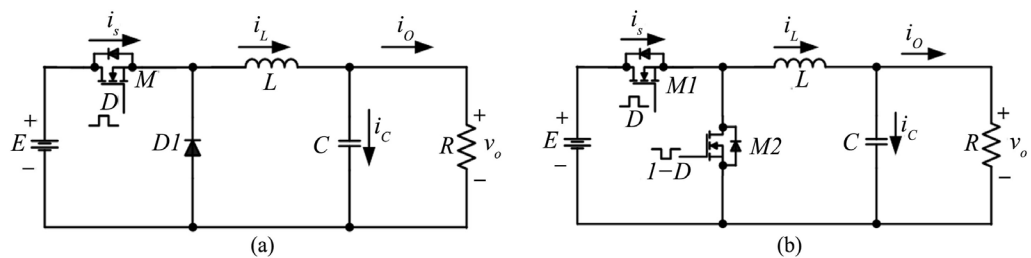 i_s
i_L
i_O
M
L
D
+
E
−
D1
C
i_C
+
R
v_o
−
(a)
i_s
i_L
i_O
M1
L
D
+
E
−
M2
1−D
C
i_C
+
R
v_o
−
(b)